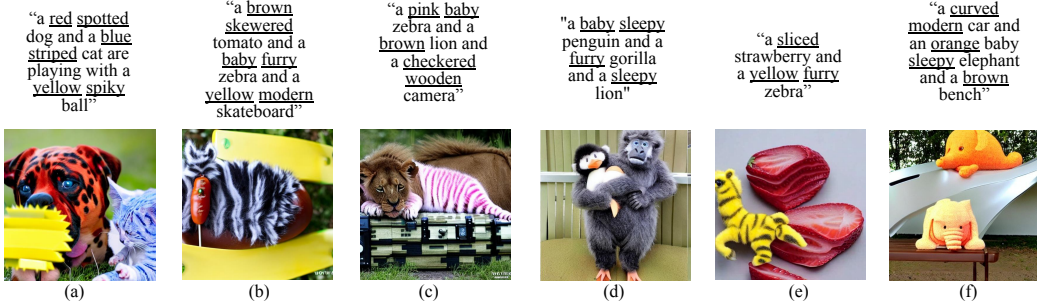 “a red spotted
dog and a blue
striped cat are
playing with a
yellow spiky
ball”
“a brown
skewered
tomato and a
baby furry
zebra and a
yellow modern
skateboard“
“a pink baby
zebra and a
brown lion and
a checkered
wooden
camera”
"a baby sleepy
penguin and a
furry gorilla
and a sleepy
lion"
“a sliced
strawberry and
a yellow furry
zebra”
“a curved
modern car and
an orange baby
sleepy elephant
and a brown
bench”
(a)
(b)
(c)
(d)
(e)
(f)